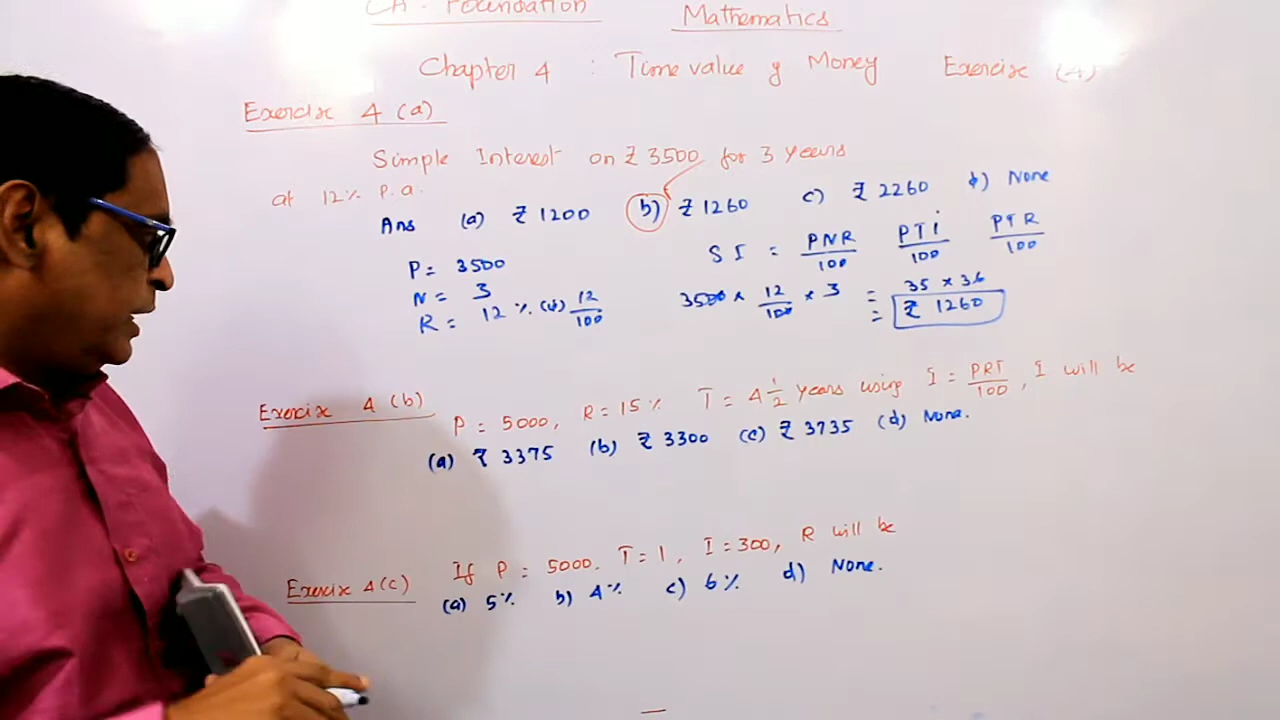 CA - Foundation Mathematics
Chapter 4 : Time value of Money Exercise (4)
Exercise 4 (a)
Simple Interest on ₹ 3500 for 3 years
at 12% P.a.
Ans (a) ₹ 1200 b) ₹ 1260 c) ₹ 2260 d) None
P = 3500 S I = PNR/100 PTi/100 PTR/100
N = 3 3500 × 12/100 × 3 = 35 × 36
R = 12 % (or) 12/100 = ₹ 1260
Exercise 4 (b) P = 5000, R = 15 % T = 4 1/2 years using I = PRT/100, I will be
(a) ₹ 3375 (b) ₹ 3300 (c) ₹ 3735 (d) None.
Exercise 4(c) If P = 5000. T = 1, I = 300, R will be
(a) 5% b) 4% c) 6% d) None.